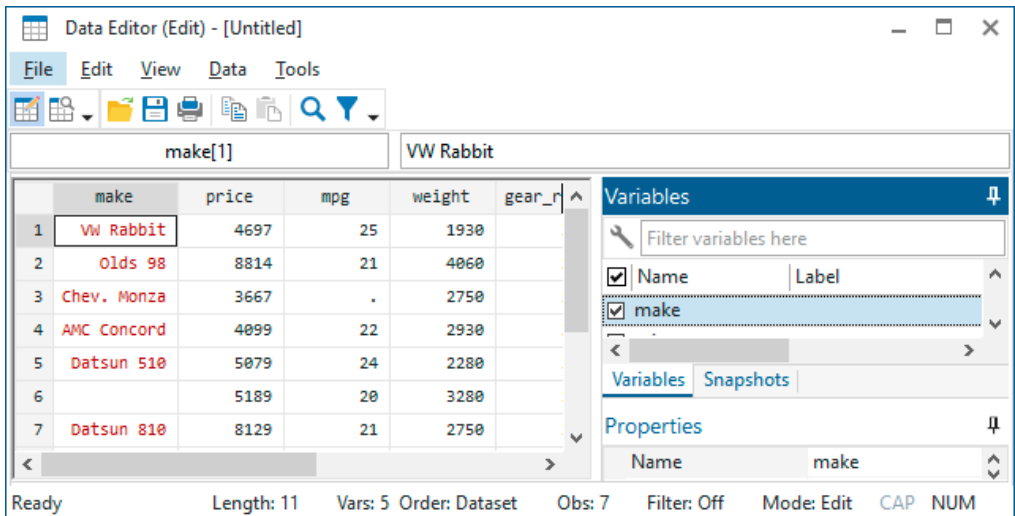 Data Editor (Edit) - [Untitled]
File Edit View Data Tools
make[1] VW Rabbit
make price mpg weight gear_r
1 VW Rabbit 4697 25 1930
2 Olds 98 8814 21 4060
3 Chev. Monza 3667 . 2750
4 AMC Concord 4099 22 2930
5 Datsun 510 5079 24 2280
6 5189 20 3280
7 Datsun 810 8129 21 2750
Variables
Filter variables here
Name Label
make
Variables Snapshots
Properties
Name make
Ready Length: 11 Vars: 5 Order: Dataset Obs: 7 Filter: Off Mode: Edit CAP NUM